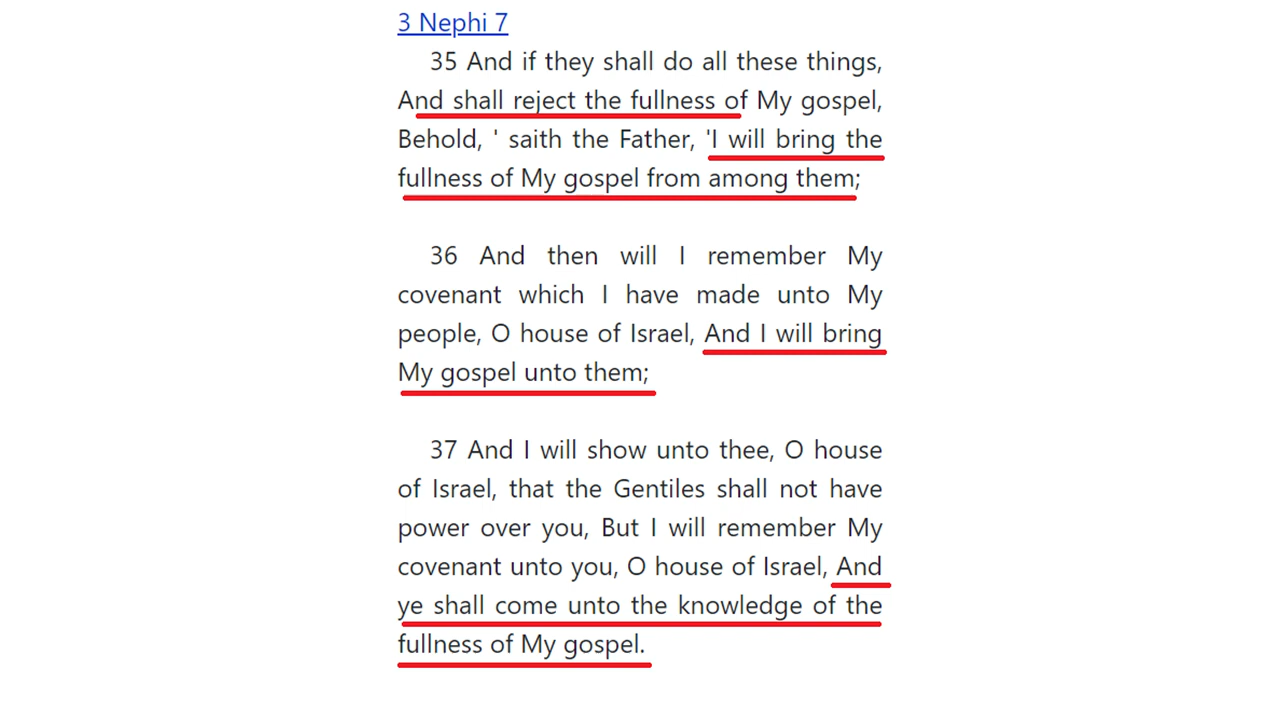 3 Nephi 7
35 And if they shall do all these things,
And shall reject the fullness of My gospel,
Behold, ' saith the Father, 'I will bring the
fullness of My gospel from among them;
36 And then will I remember My
covenant which I have made unto My
people, O house of Israel, And I will bring
My gospel unto them;
37 And I will show unto thee, O house
of Israel, that the Gentiles shall not have
power over you, But I will remember My
covenant unto you, O house of Israel, And
ye shall come unto the knowledge of the
fullness of My gospel.